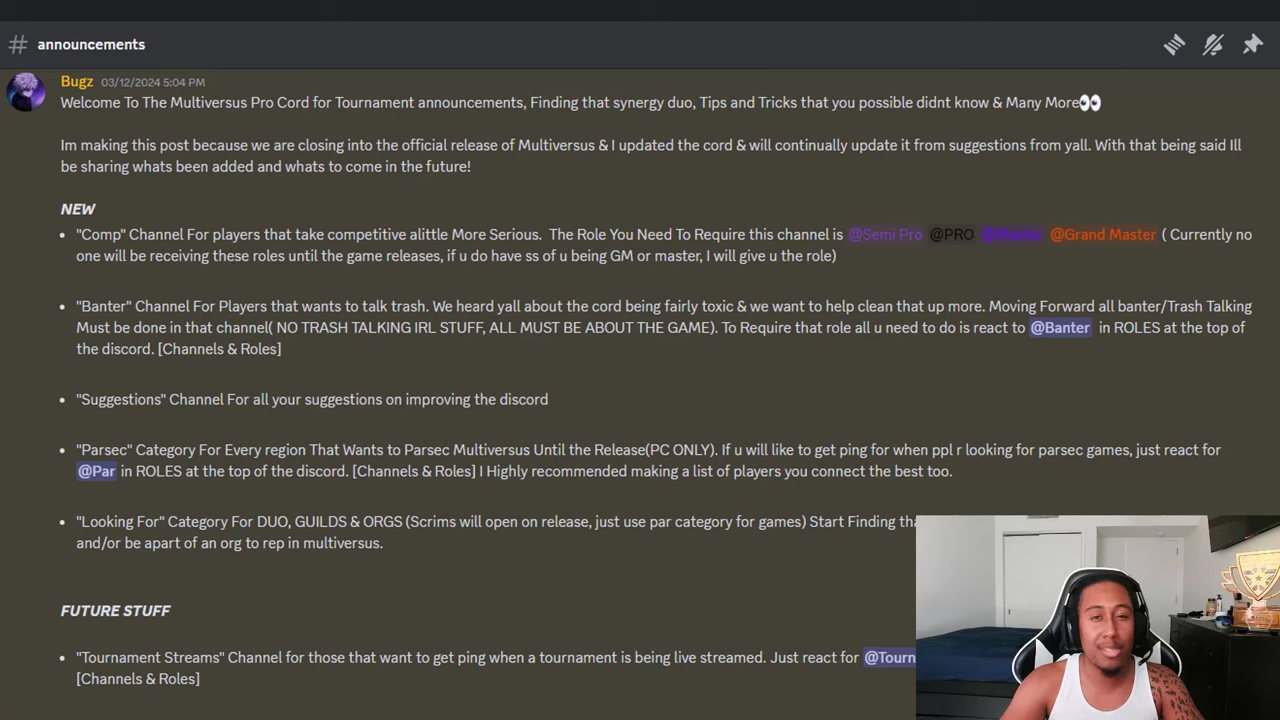 # announcements
Bugz 03/12/2024 5:04 PM
Welcome To The Multiversus Pro Cord for Tournament announcements, Finding that synergy duo, Tips and Tricks that you possible didnt know & Many More👀
Im making this post because we are closing into the official release of Multiversus & I updated the cord & will continually update it from suggestions from yall. With that being said Ill
be sharing whats been added and whats to come in the future!
NEW
• "Comp" Channel For players that take competitive alittle More Serious. The Role You Need To Require this channel is @Semi Pro @PRO @Master @Grand Master ( Currently no
one will be receiving these roles until the game releases, if u do have ss of u being GM or master, I will give u the role)
• "Banter" Channel For Players that wants to talk trash. We heard yall about the cord being fairly toxic & we want to help clean that up more. Moving Forward all banter/Trash Talking
Must be done in that channel( NO TRASH TALKING IRL STUFF, ALL MUST BE ABOUT THE GAME). To Require that role all u need to do is react to @Banter in ROLES at the top of
the discord. [Channels & Roles]
• "Suggestions" Channel For all your suggestions on improving the discord
• "Parsec" Category For Every region That Wants to Parsec Multiversus Until the Release(PC ONLY). If u will like to get ping for when ppl r looking for parsec games, just react for
@Par in ROLES at the top of the discord. [Channels & Roles] I Highly recommended making a list of players you connect the best too.
• "Looking For" Category For DUO, GUILDS & ORGS (Scrims will open on release, just use par category for games) Start Finding
and/or be apart of an org to rep in multiversus.
FUTURE STUFF
• "Tournament Streams" Channel for those that want to get ping when a tournament is being live streamed. Just react for
[Channels & Roles]